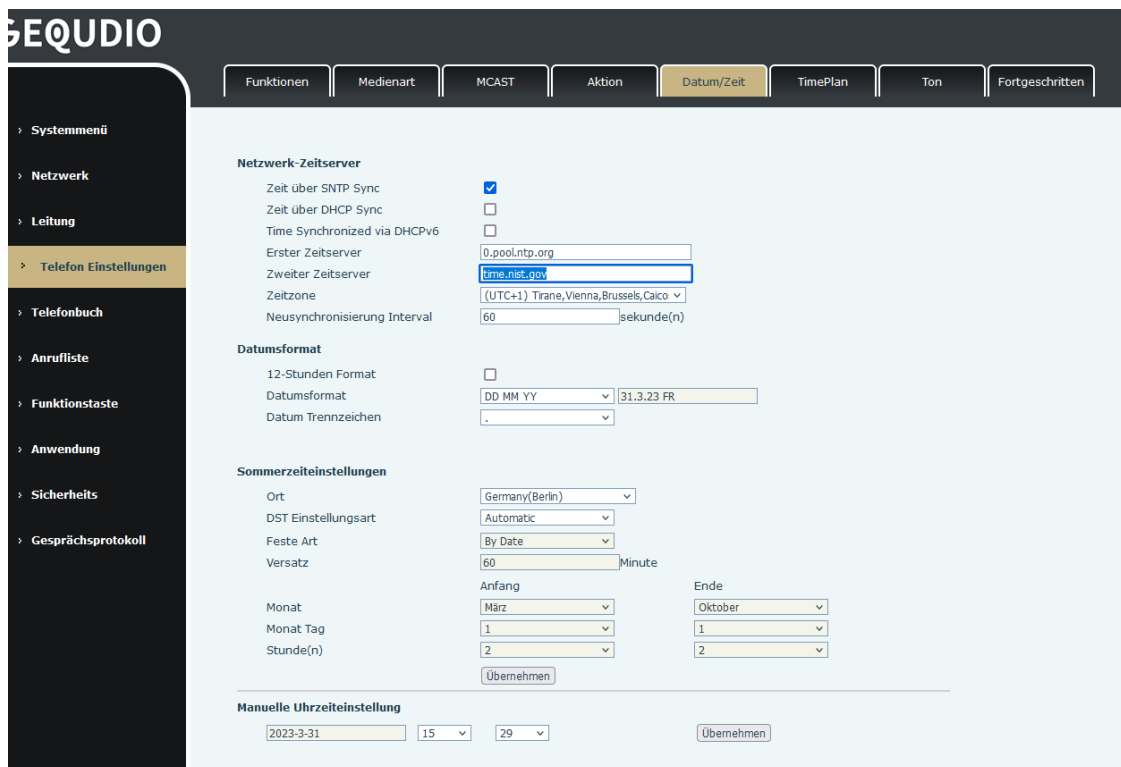 GEQUDIO
Funktionen Medienart MCAST Aktion Datum/Zeit TimePlan Ton Fortgeschritten
› Systemmenü
› Netzwerk
› Leitung
› Telefon Einstellungen
› Telefonbuch
› Anrufliste
› Funktionstaste
› Anwendung
› Sicherheits
› Gesprächsprotokoll
Netzwerk-Zeitserver
Zeit über SNTP Sync
Zeit über DHCP Sync
Time Synchronized via DHCPv6
Erster Zeitserver 0.pool.ntp.org
Zweiter Zeitserver time.nist.gov
Zeitzone (UTC+1) Tirane,Vienna,Brussels,Caico
Neusynchronisierung Interval 60 sekunde(n)
Datumsformat
12-Stunden Format
Datumsformat DD MM YY 31.3.23 FR
Datum Trennzeichen .
Sommerzeiteinstellungen
Ort Germany(Berlin)
DST Einstellungsart Automatic
Feste Art By Date
Versatz 60 Minute
Anfang Ende
Monat März Oktober
Monat Tag 1 1
Stunde(n) 2 2
Übernehmen
Manuelle Uhrzeiteinstellung
2023-3-31 15 29 Übernehmen